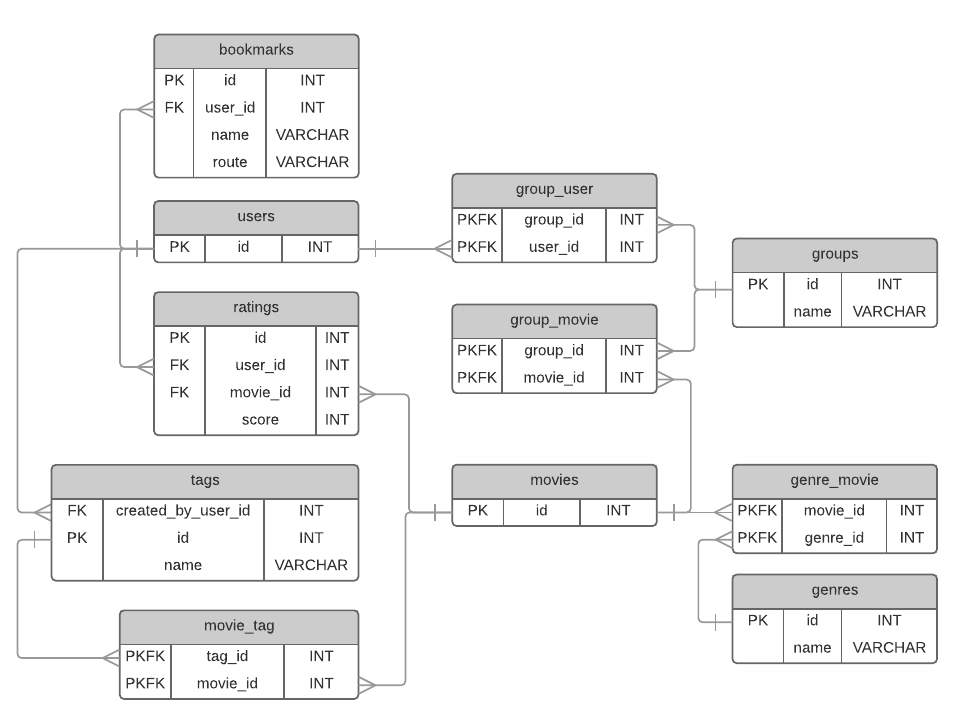 bookmarks
PK id INT
FK user_id INT
name VARCHAR
route VARCHAR
users
PK id INT
ratings
PK id INT
FK user_id INT
FK movie_id INT
score INT
tags
FK created_by_user_id INT
PK id INT
name VARCHAR
movie_tag
PKFK tag_id INT
PKFK movie_id INT
group_user
PKFK group_id INT
PKFK user_id INT
group_movie
PKFK group_id INT
PKFK movie_id INT
movies
PK id INT
groups
PK id INT
name VARCHAR
genre_movie
PKFK movie_id INT
PKFK genre_id INT
genres
PK id INT
name VARCHAR